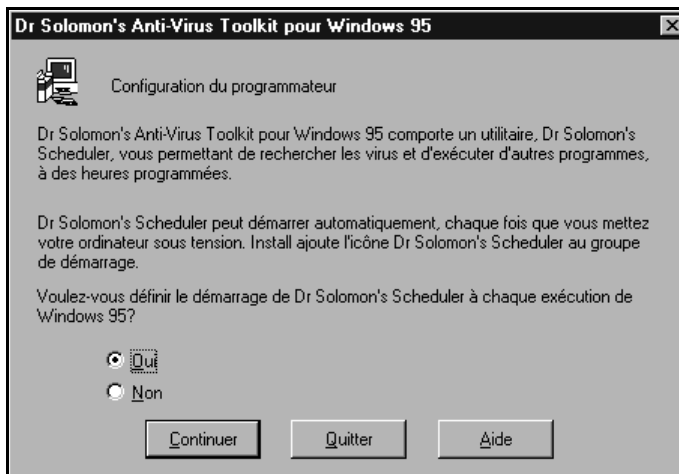 Dr Solomon's Anti-Virus Toolkit pour Windows 95
Configuration du programmateur
Dr Solomon's Anti-Virus Toolkit pour Windows 95 comporte un utilitaire, Dr Solomon's
Scheduler, vous permettant de rechercher les virus et d'exécuter d'autres programmes,
à des heures programmées.
Dr Solomon's Scheduler peut démarrer automatiquement, chaque fois que vous mettez
votre ordinateur sous tension. Install ajoute l'icône Dr Solomon's Scheduler au groupe
de démarrage.
Voulez-vous définir le démarrage de Dr Solomon's Scheduler à chaque exécution de
Windows 95?
Oui
Non
Continuer Quitter Aide